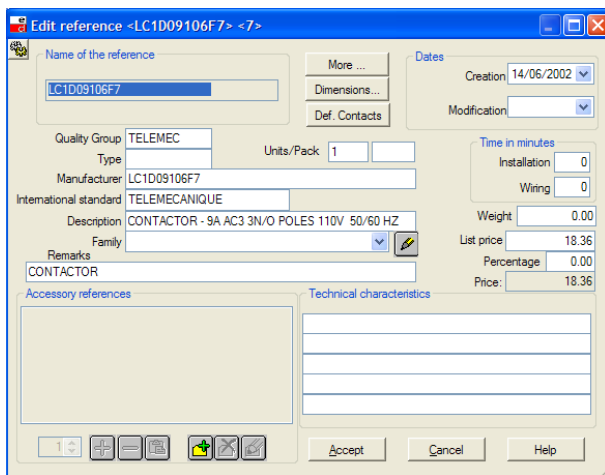 Edit reference <LC1D09106F7> <7>
Name of the reference
LC1D09106F7
More ...
Dimensions...
Def. Contacts
Dates
Creation 14/06/2002
Modification
Quality Group TELEMEC
Type
Units/Pack 1
Manufacturer LC1D09106F7
International standard TELEMECANIQUE
Description CONTACTOR - 9A AC3 3N/O POLES 110V 50/60 HZ
Family
Remarks
CONTACTOR
Time in minutes
Installation 0
Wiring 0
Weight 0.00
List price 18.36
Percentage 0.00
Price: 18.36
Accessory references
Technical characteristics
1
Accept
Cancel
Help